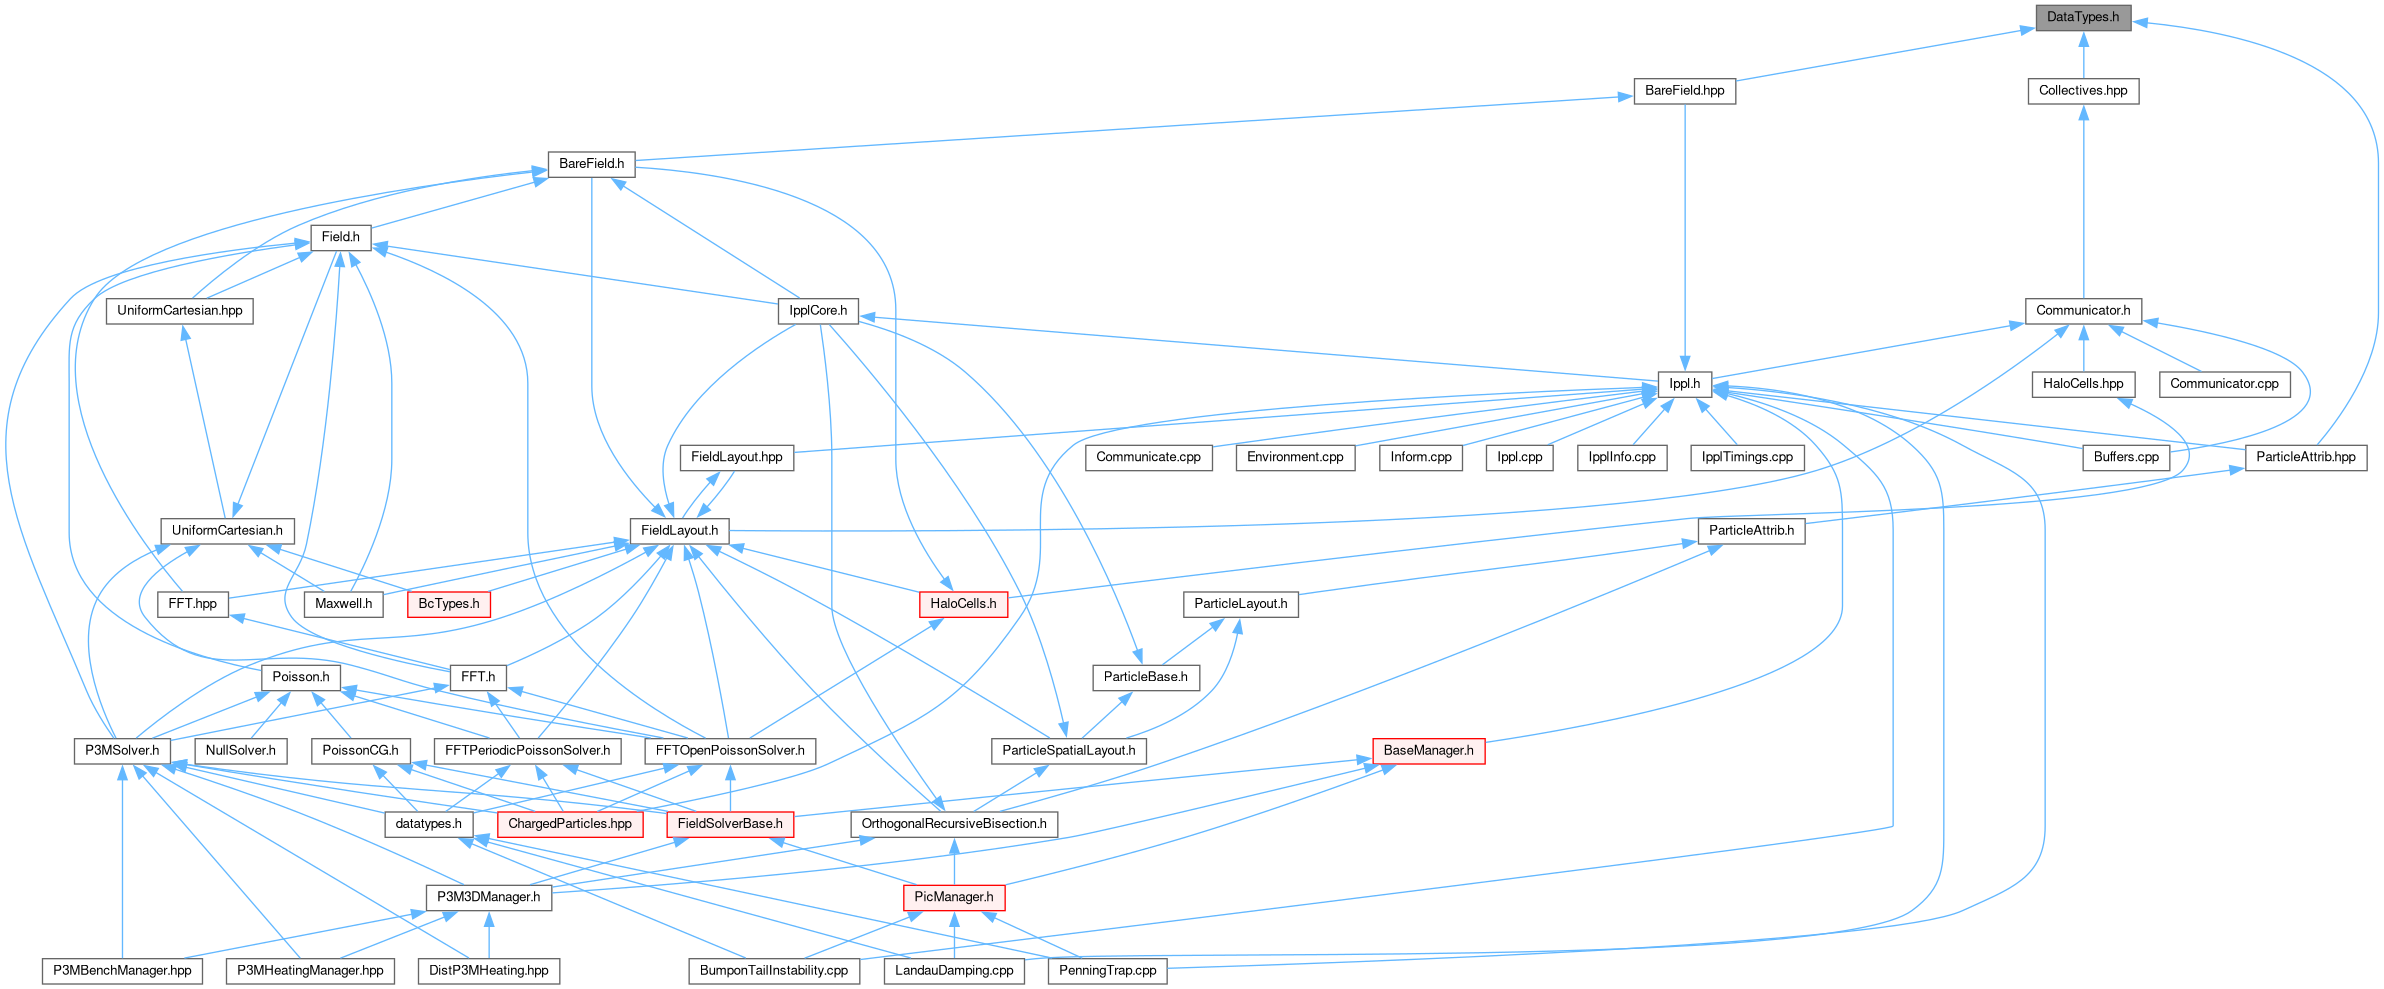 DataTypes.h
BareField.hpp
Collectives.hpp
BareField.h
Field.h
UniformCartesian.hpp
IpplCore.h
Communicator.h
Ippl.h
HaloCells.hpp
Communicator.cpp
FieldLayout.hpp
Communicate.cpp
Environment.cpp
Inform.cpp
Ippl.cpp
IpplInfo.cpp
IpplTimings.cpp
Buffers.cpp
ParticleAttrib.hpp
UniformCartesian.h
FieldLayout.h
ParticleAttrib.h
FFT.hpp
Maxwell.h
BcTypes.h
HaloCells.h
ParticleLayout.h
Poisson.h
FFT.h
ParticleBase.h
P3MSolver.h
NullSolver.h
PoissonCG.h
FFTPeriodicPoissonSolver.h
FFTOpenPoissonSolver.h
ParticleSpatialLayout.h
BaseManager.h
datatypes.h
ChargedParticles.hpp
FieldSolverBase.h
OrthogonalRecursiveBisection.h
P3M3DManager.h
PicManager.h
P3MBenchManager.hpp
P3MHeatingManager.hpp
DistP3MHeating.hpp
BumponTailInstability.cpp
LandauDamping.cpp
PenningTrap.cpp